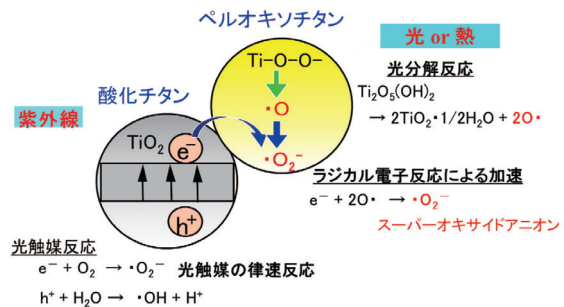 ペルオキソチタン
光 or 熱
Ti−O−O−
光分解反応
酸化チタン
Ti₂O₅(OH)₂
・O
→ 2TiO₂・1/2H₂O + 2O・
紫外線
TiO₂
e⁻
・O₂⁻
ラジカル電子反応による加速
e⁻ + 2O・ → ・O₂⁻
スーパーオキサイドアニオン
h⁺
光触媒反応
e⁻ + O₂ → ・O₂⁻ 光触媒の律速反応
h⁺ + H₂O → ・OH + H⁺